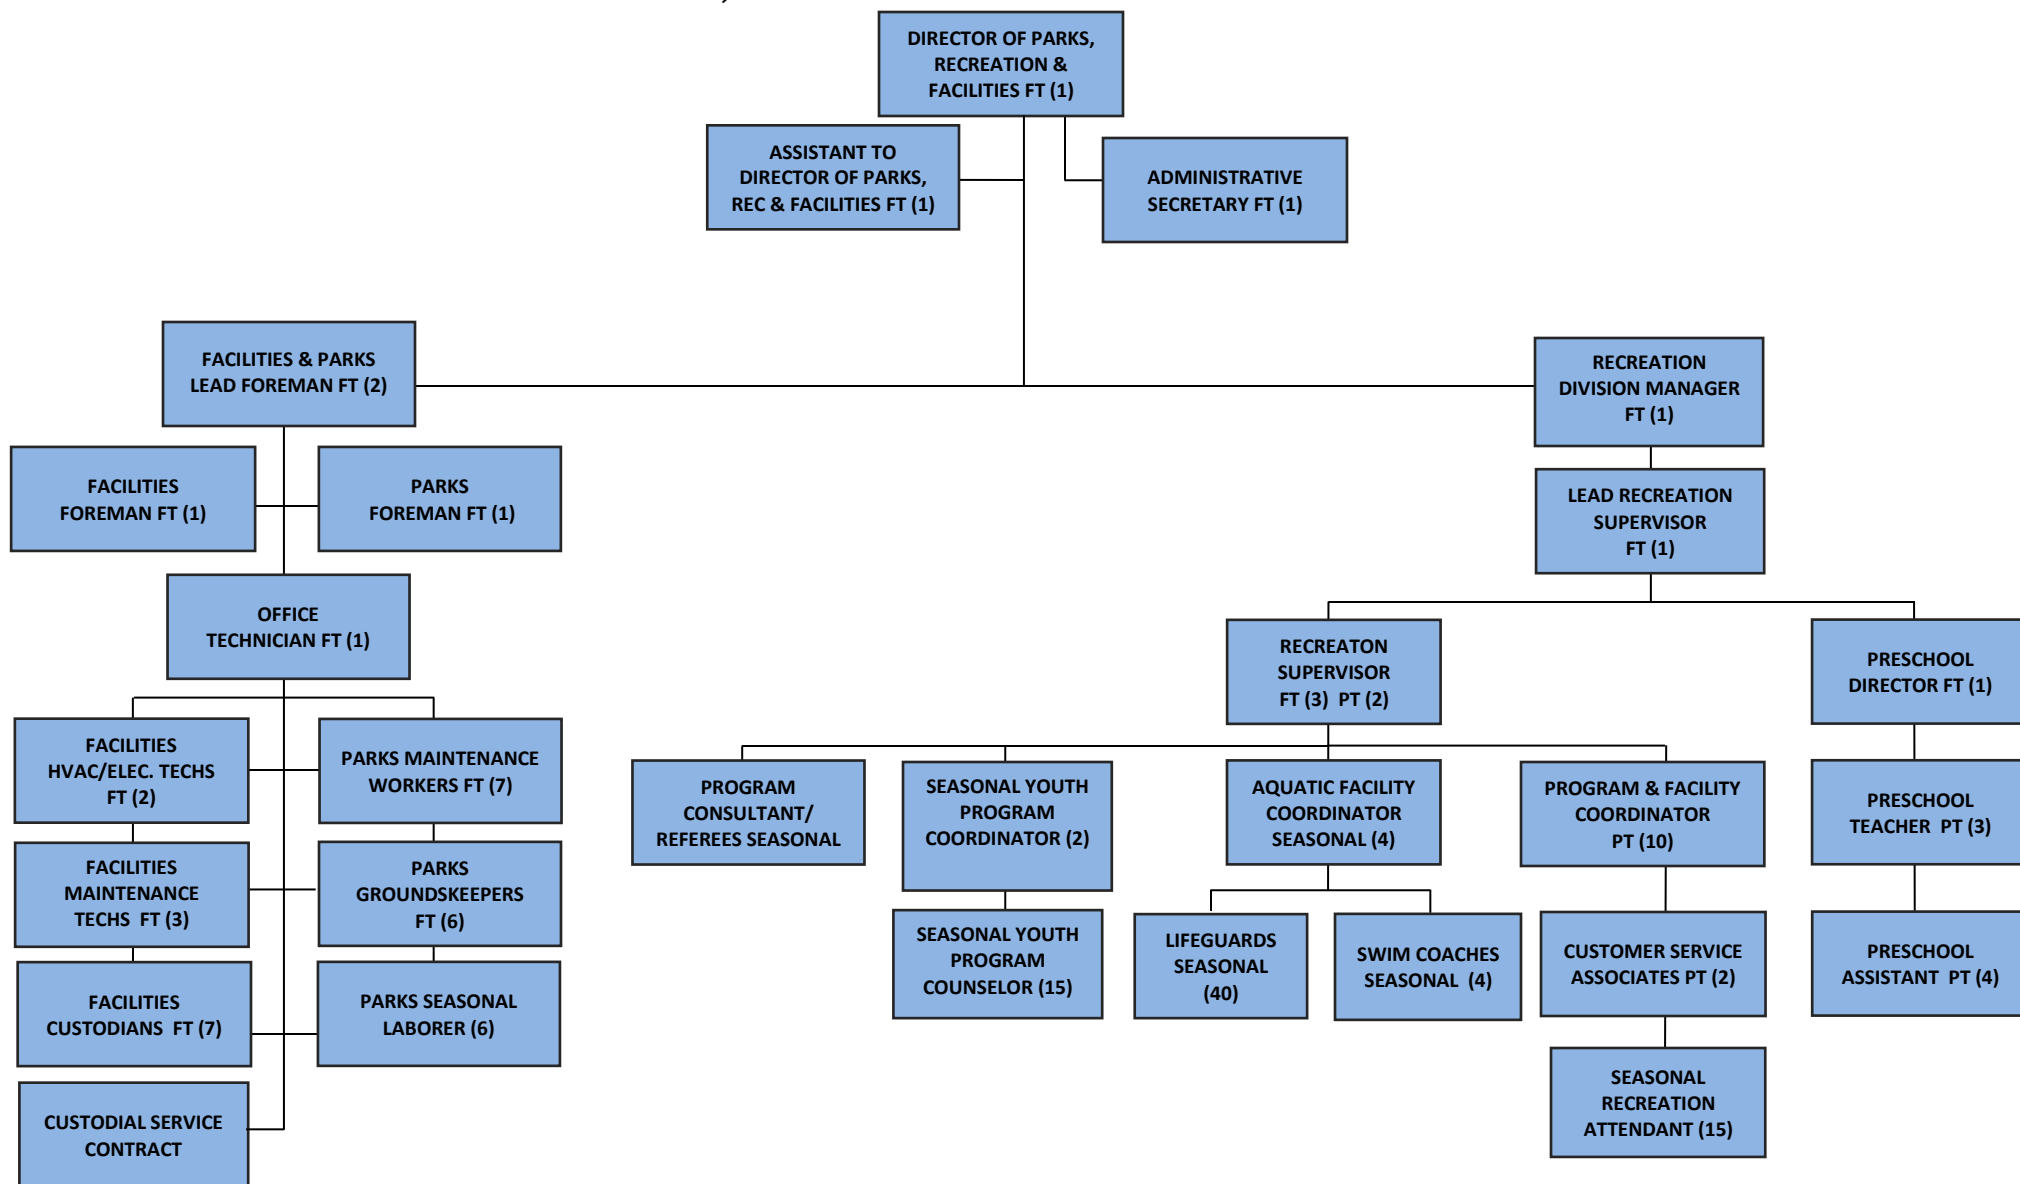 DIRECTOR OF PARKS,
RECREATION &
FACILITIES FT (1)
ASSISTANT TO
DIRECTOR OF PARKS,
REC & FACILITIES FT (1)
ADMINISTRATIVE
SECRETARY FT (1)
FACILITIES & PARKS
LEAD FOREMAN FT (2)
RECREATION
DIVISION MANAGER
FT (1)
FACILITIES
FOREMAN FT (1)
PARKS
FOREMAN FT (1)
LEAD RECREATION
SUPERVISOR
FT (1)
OFFICE
TECHNICIAN FT (1)
RECREATON
SUPERVISOR
FT (3) PT (2)
PRESCHOOL
DIRECTOR FT (1)
FACILITIES
HVAC/ELEC. TECHS
FT (2)
PARKS MAINTENANCE
WORKERS FT (7)
PROGRAM
CONSULTANT/
REFEREES SEASONAL
SEASONAL YOUTH
PROGRAM
COORDINATOR (2)
AQUATIC FACILITY
COORDINATOR
SEASONAL (4)
PROGRAM & FACILITY
COORDINATOR
PT (10)
PRESCHOOL
TEACHER PT (3)
FACILITIES
MAINTENANCE
TECHS FT (3)
PARKS
GROUNDSKEEPERS
FT (6)
SEASONAL YOUTH
PROGRAM
COUNSELOR (15)
LIFEGUARDS
SEASONAL
(40)
SWIM COACHES
SEASONAL (4)
CUSTOMER SERVICE
ASSOCIATES PT (2)
PRESCHOOL
ASSISTANT PT (4)
FACILITIES
CUSTODIANS FT (7)
PARKS SEASONAL
LABORER (6)
SEASONAL
RECREATION
ATTENDANT (15)
CUSTODIAL SERVICE
CONTRACT